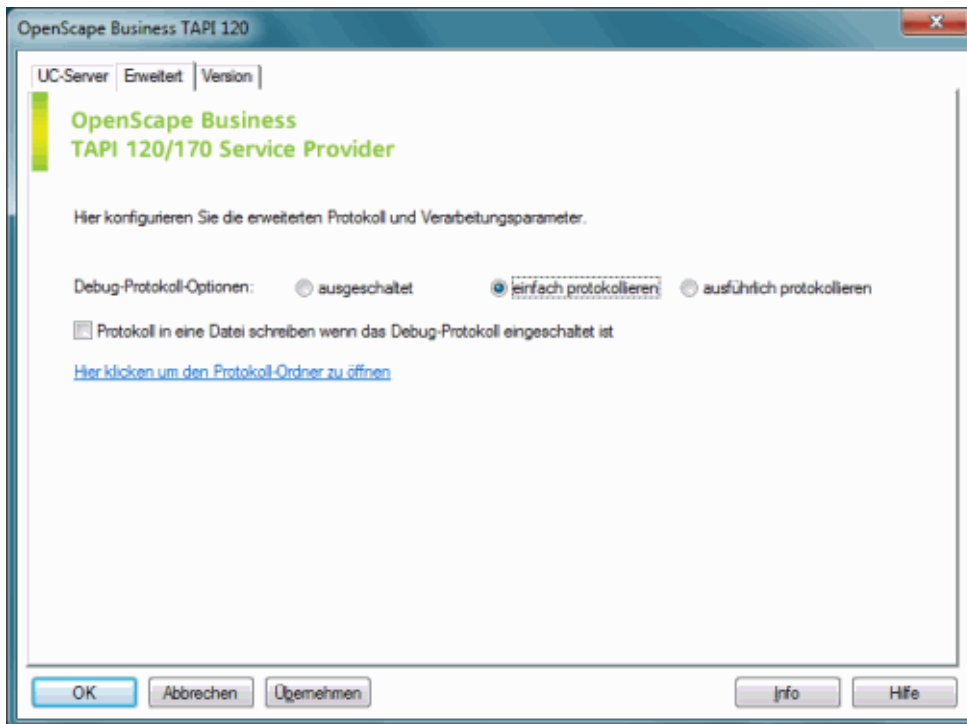 OpenScape Business TAPI 120
UC-Server Erweitert Version
OpenScape Business
TAPI 120/170 Service Provider
Hier konfigurieren Sie die erweiterten Protokoll und Verarbeitungsparameter.
Debug-Protokoll-Optionen: ausgeschaltet einfach protokollieren ausführlich protokollieren
Protokoll in eine Datei schreiben wenn das Debug-Protokoll eingeschaltet ist
Hier klicken um den Protokoll-Ordner zu öffnen
OK Abbrechen Übernehmen Info Hilfe